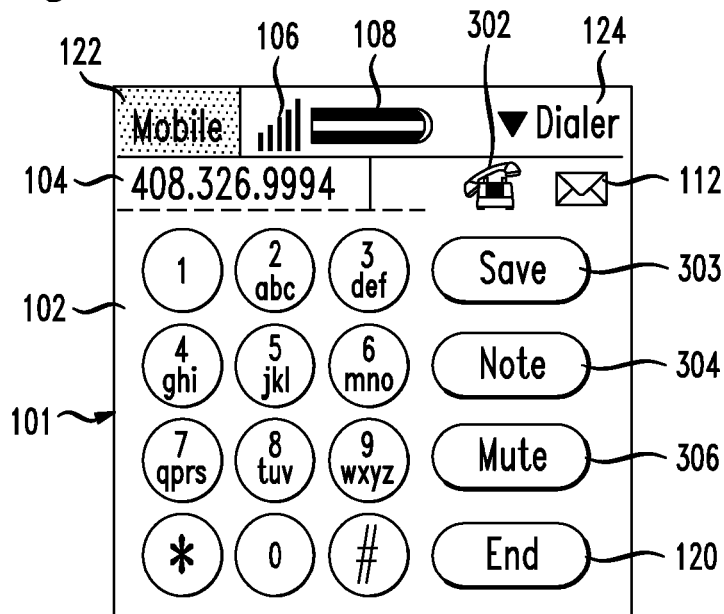 106 108 302 124
122
Mobile ▼ Dialer
104 408.326.9994 112
1 2 abc 3 def Save 303
102
4 ghi 5 jkl 6 mno Note 304
101
7 qprs 8 tuv 9 wxyz Mute 306
* 0 # End 120